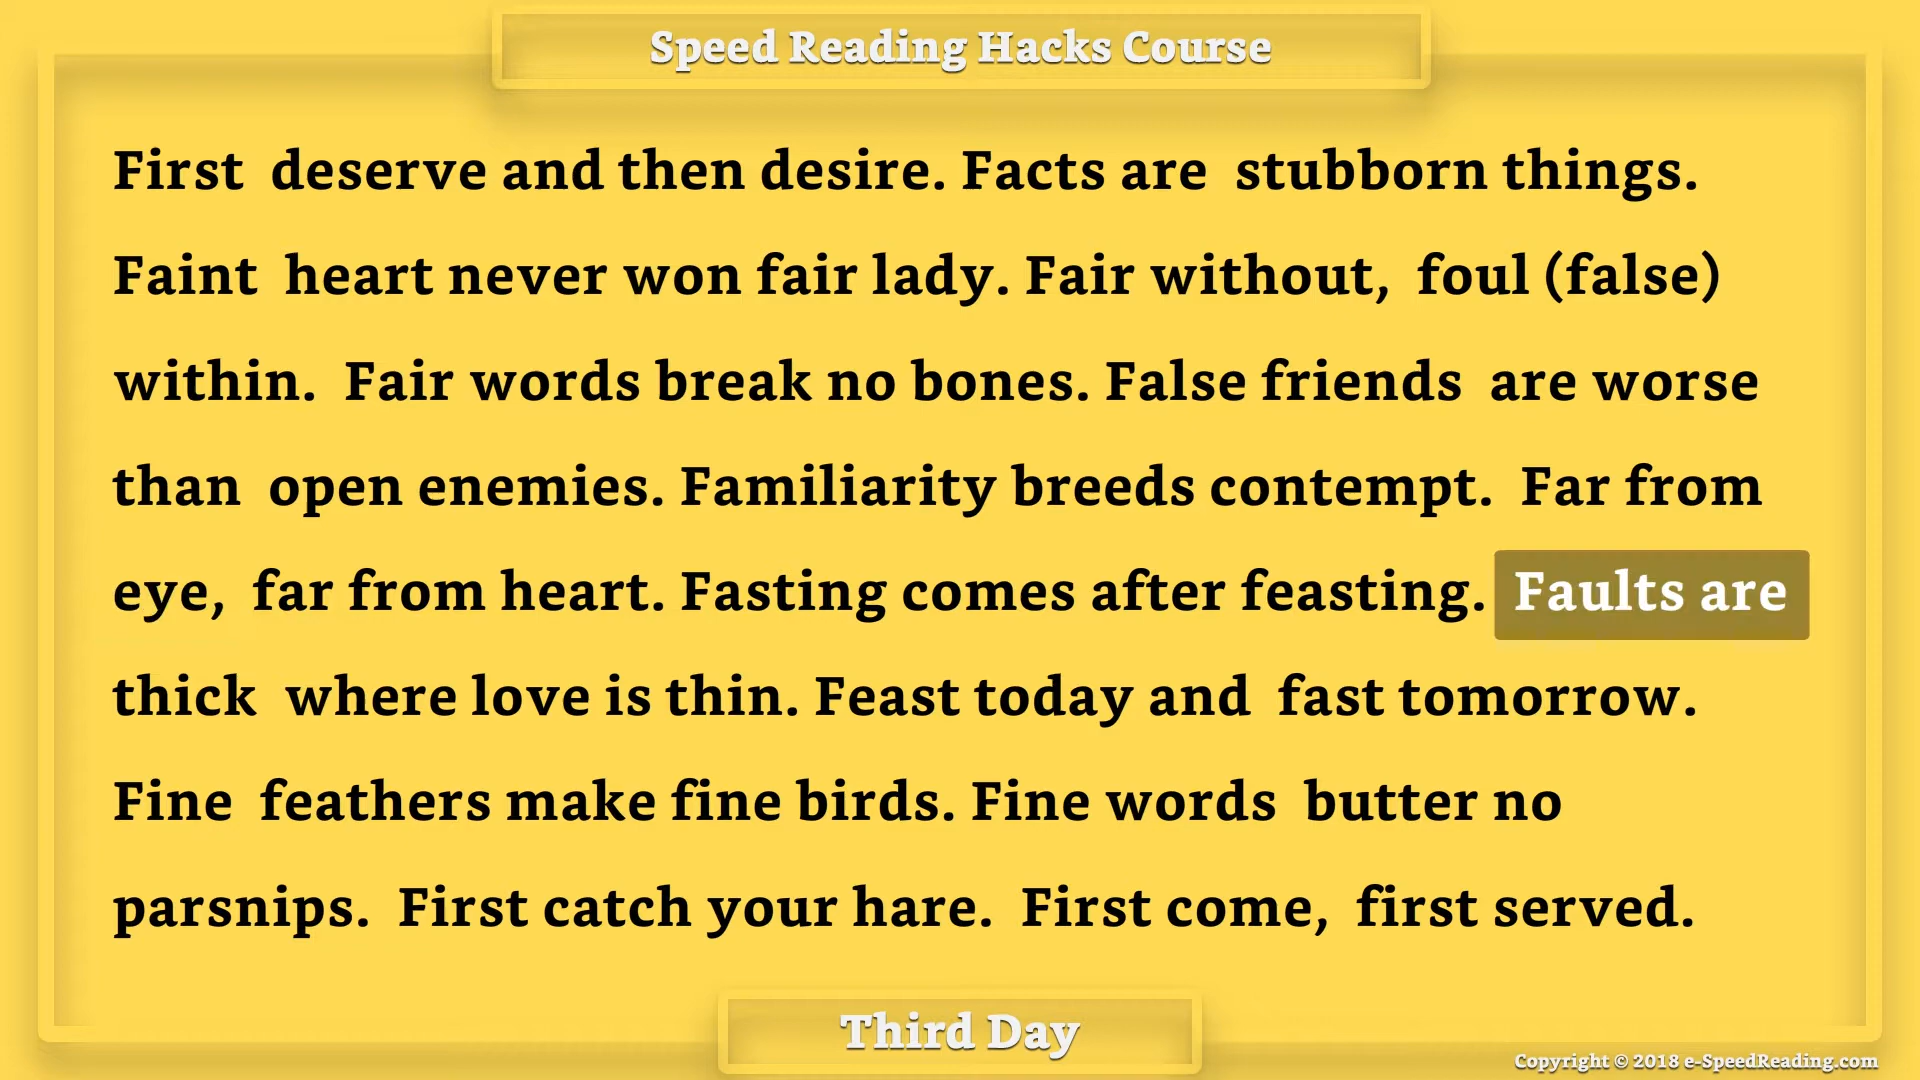 Speed Reading Hacks Course
First deserve and then desire. Facts are stubborn things.
Faint heart never won fair lady. Fair without, foul (false)
within. Fair words break no bones. False friends are worse
than open enemies. Familiarity breeds contempt. Far from
eye, far from heart. Fasting comes after feasting. Faults are
thick where love is thin. Feast today and fast tomorrow.
Fine feathers make fine birds. Fine words butter no
parsnips. First catch your hare. First come, first served.
Third Day
Copyright © 2018 e-SpeedReading.com